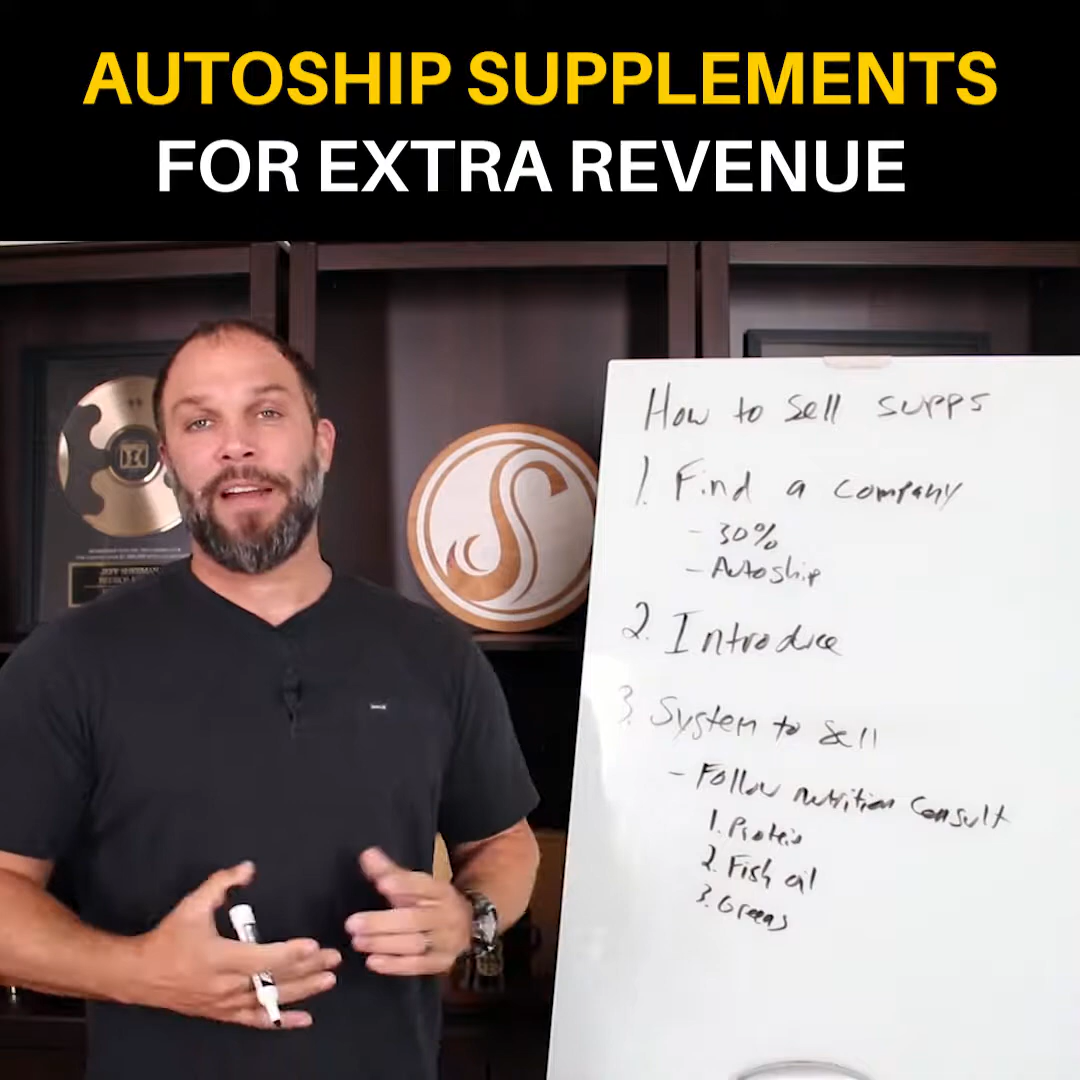 AUTOSHIP SUPPLEMENTS
FOR EXTRA REVENUE
How to sell supps
1. Find a company
- 30%
- Autoship
2. Introduce
3. System to sell
- Follow nutrition consult
1. Protein
2. Fish oil
3. Greens